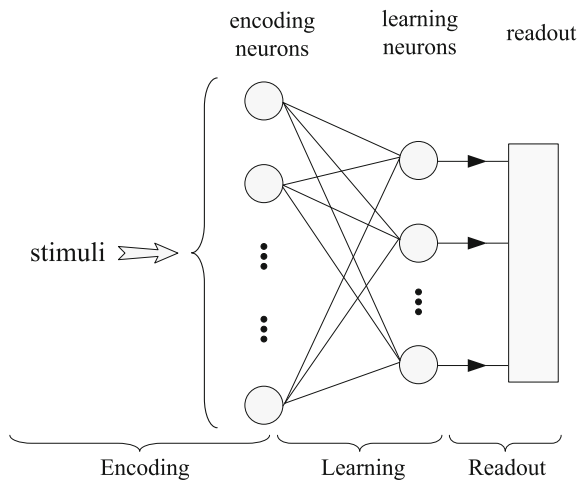 encoding
neurons
learning
neurons
readout
stimuli
Encoding
Learning
Readout